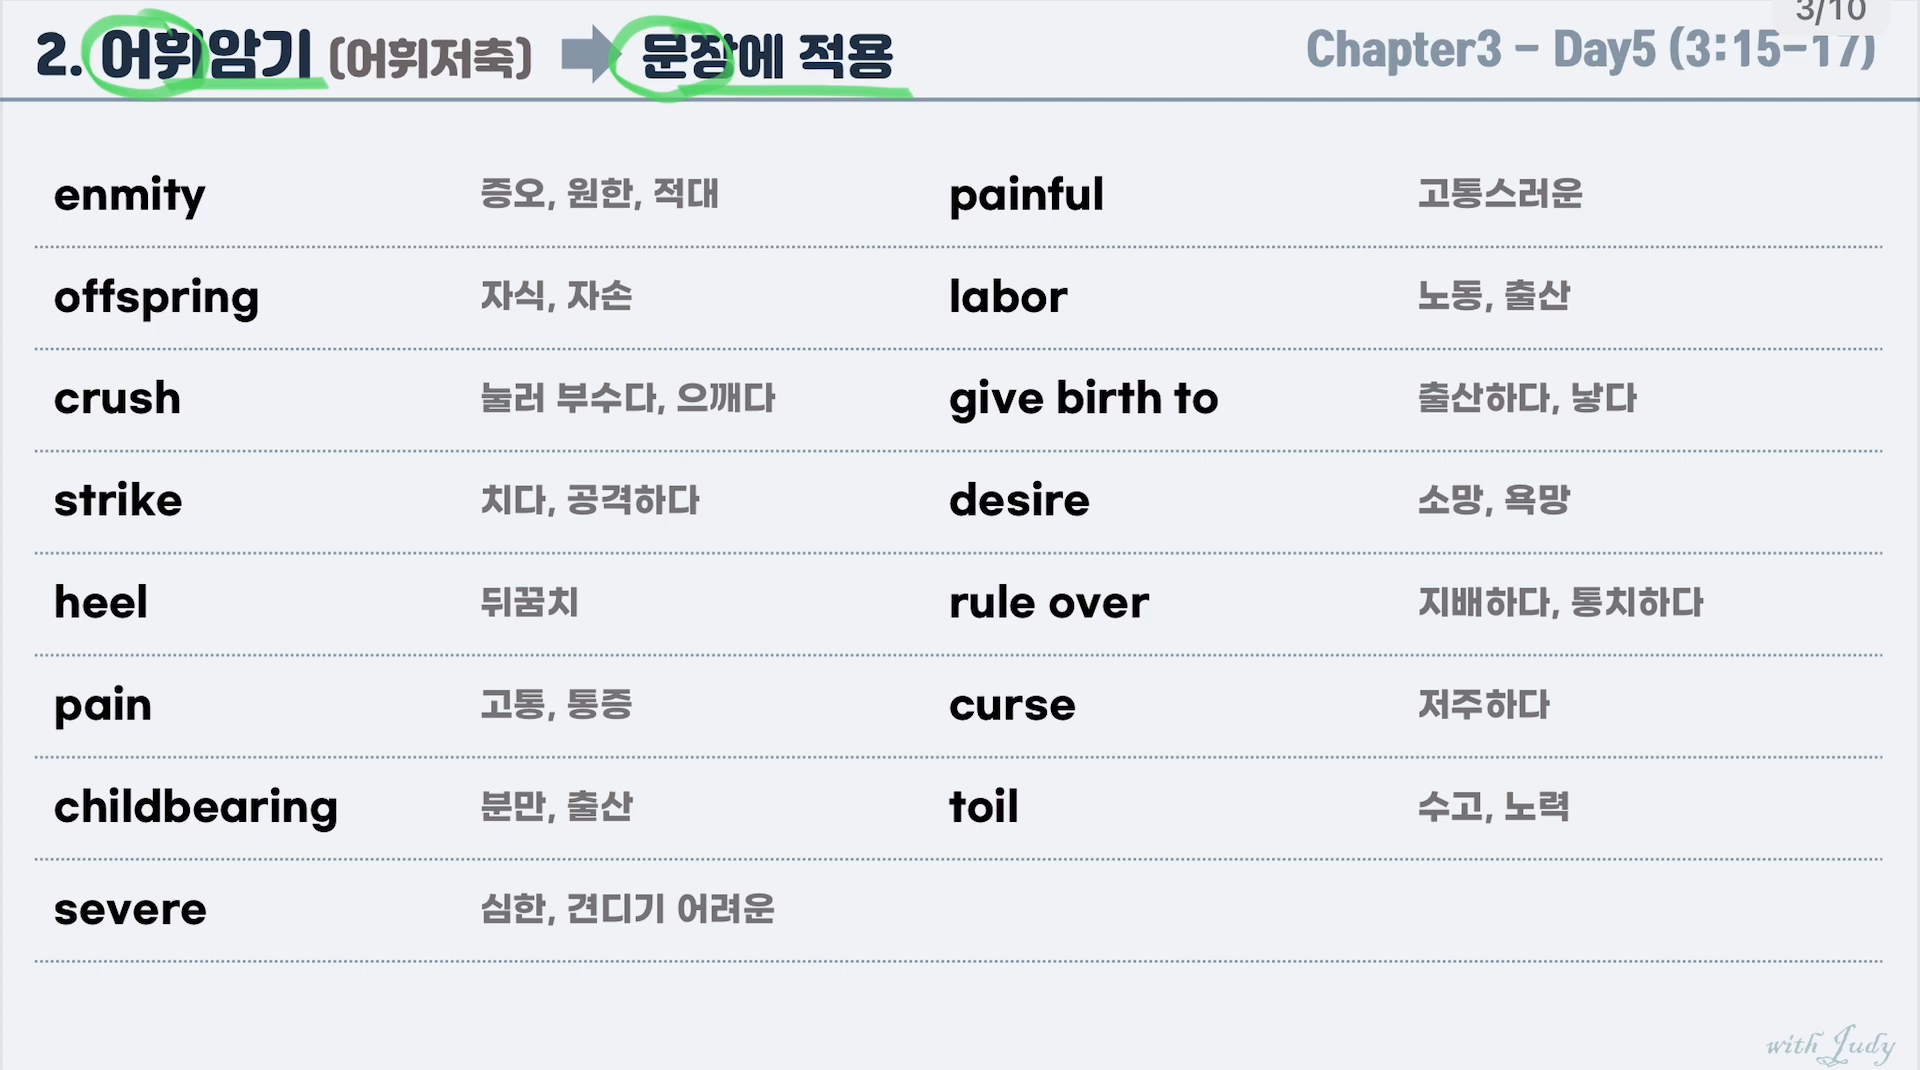 3/10
2. 어휘암기 (어휘저축) 문장에 적용 Chapter3 - Day5 (3:15-17)
enmity 증오, 원한, 적대 painful 고통스러운
offspring 자식, 자손 labor 노동, 출산
crush 눌러 부수다, 으깨다 give birth to 출산하다, 낳다
strike 치다, 공격하다 desire 소망, 욕망
heel 뒤꿈치 rule over 지배하다, 통치하다
pain 고통, 통증 curse 저주하다
childbearing 분만, 출산 toil 수고, 노력
severe 심한, 견디기 어려운
with Judy